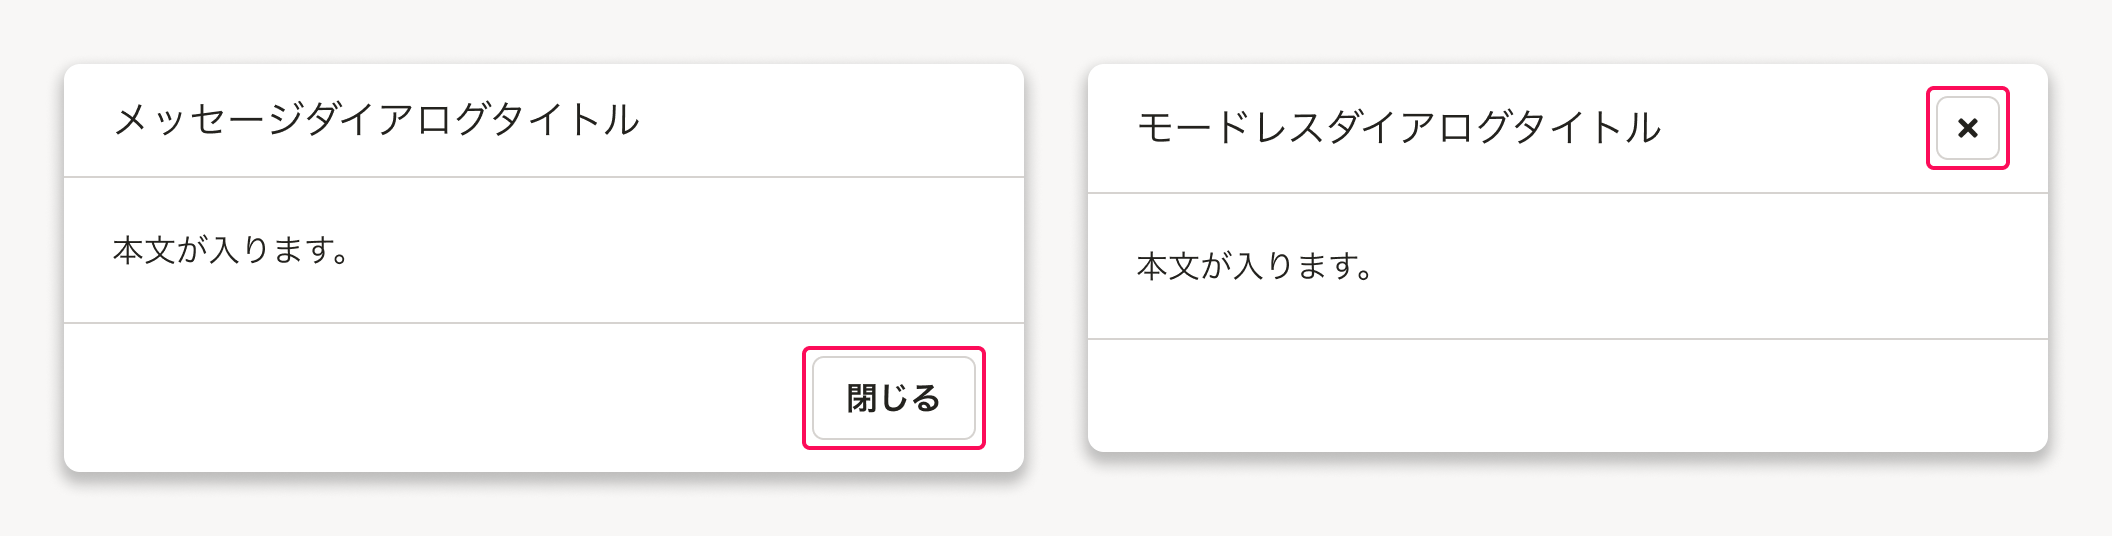 メッセージダイアログタイトル
本文が入ります。
閉じる
モードレスダイアログタイトル
本文が入ります。